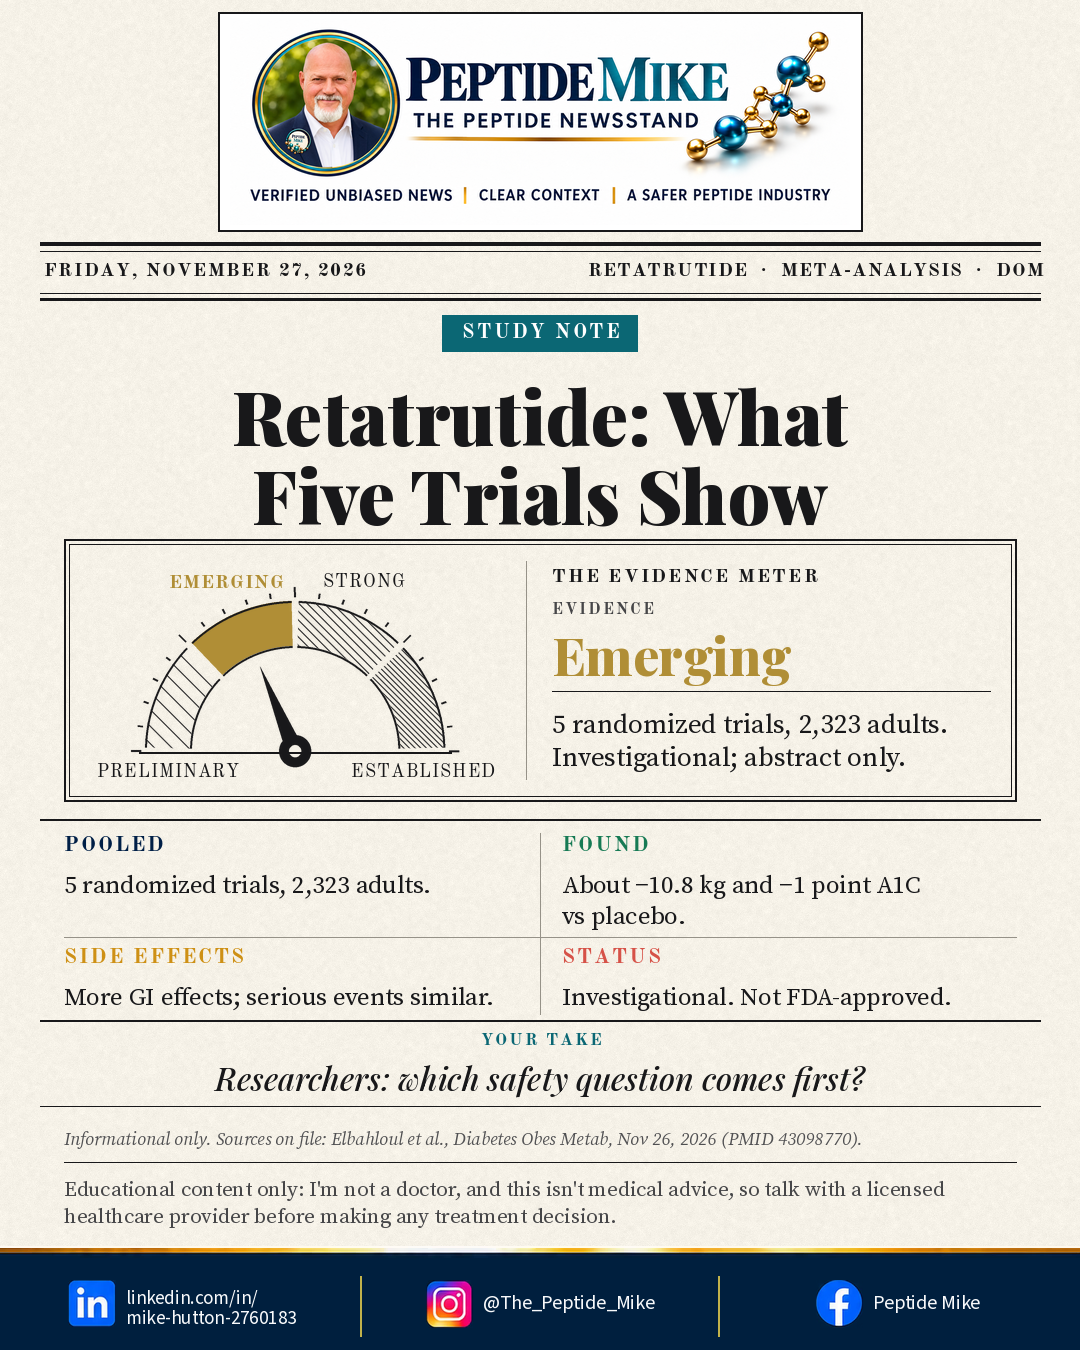 PEPTIDEMIKE
THE PEPTIDE NEWSSTAND
VERIFIED UNBIASED NEWS | CLEAR CONTEXT | A SAFER PEPTIDE INDUSTRY
FRIDAY, NOVEMBER 27, 2026
RETATRUTIDE · META-ANALYSIS · DOM
STUDY NOTE
Retatrutide: What
Five Trials Show
EMERGING
STRONG
PRELIMINARY
ESTABLISHED
THE EVIDENCE METER
EVIDENCE
Emerging
5 randomized trials, 2,323 adults.
Investigational; abstract only.
POOLED
5 randomized trials, 2,323 adults.
FOUND
About −10.8 kg and −1 point A1C
vs placebo.
SIDE EFFECTS
More GI effects; serious events similar.
STATUS
Investigational. Not FDA-approved.
YOUR TAKE
Researchers: which safety question comes first?
Informational only. Sources on file: Elbahloul et al., Diabetes Obes Metab, Nov 26, 2026 (PMID 43098770).
Educational content only: I'm not a doctor, and this isn't medical advice, so talk with a licensed
healthcare provider before making any treatment decision.
linkedin.com/in/
mike-hutton-2760183
@The_Peptide_Mike
Peptide Mike